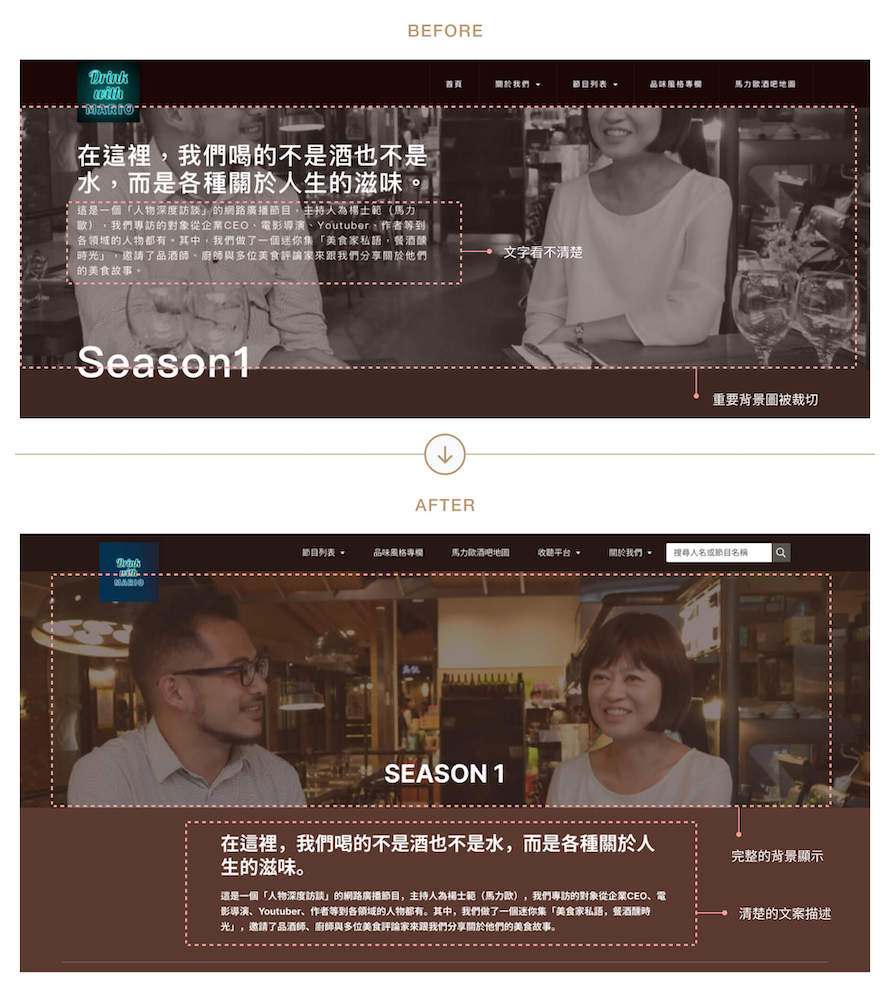 BEFORE
Drink
with
MARIO
首頁
關於我們
節目列表
品味風格專欄
馬力歐酒吧地圖
在這裡，我們喝的不是酒也不是
水，而是各種關於人生的滋味。
這是一個「人物深度訪談」的網路廣播節目，主持人為楊士範（馬力
歐），我們專訪的對象從企業CEO、電影導演、Youtuber、作者等到
各領域的人物都有。其中，我們做了一個迷你集「美食家私語，餐酒醺
時光」，邀請了品酒師、廚師與多位美食評論家來跟我們分享關於他們
的美食故事。
文字看不清楚
Season1
重要背景圖被裁切
AFTER
Drink
with
MARIO
節目列表
品味風格專欄
馬力歐酒吧地圖
收聽平台
關於我們
搜尋人名或節目名稱
SEASON 1
在這裡，我們喝的不是酒也不是水，而是各種關於人
生的滋味。
完整的背景顯示
這是一個「人物深度訪談」的網路廣播節目，主持人為楊士範（馬力歐），我們專訪的對象從企業CEO、電
影導演、Youtuber、作者等到各領域的人物都有。其中，我們做了一個迷你集「美食家私語，餐酒醺時
光」，邀請了品酒師、廚師與多位美食評論家來跟我們分享關於他們的美食故事。
清楚的文案描述